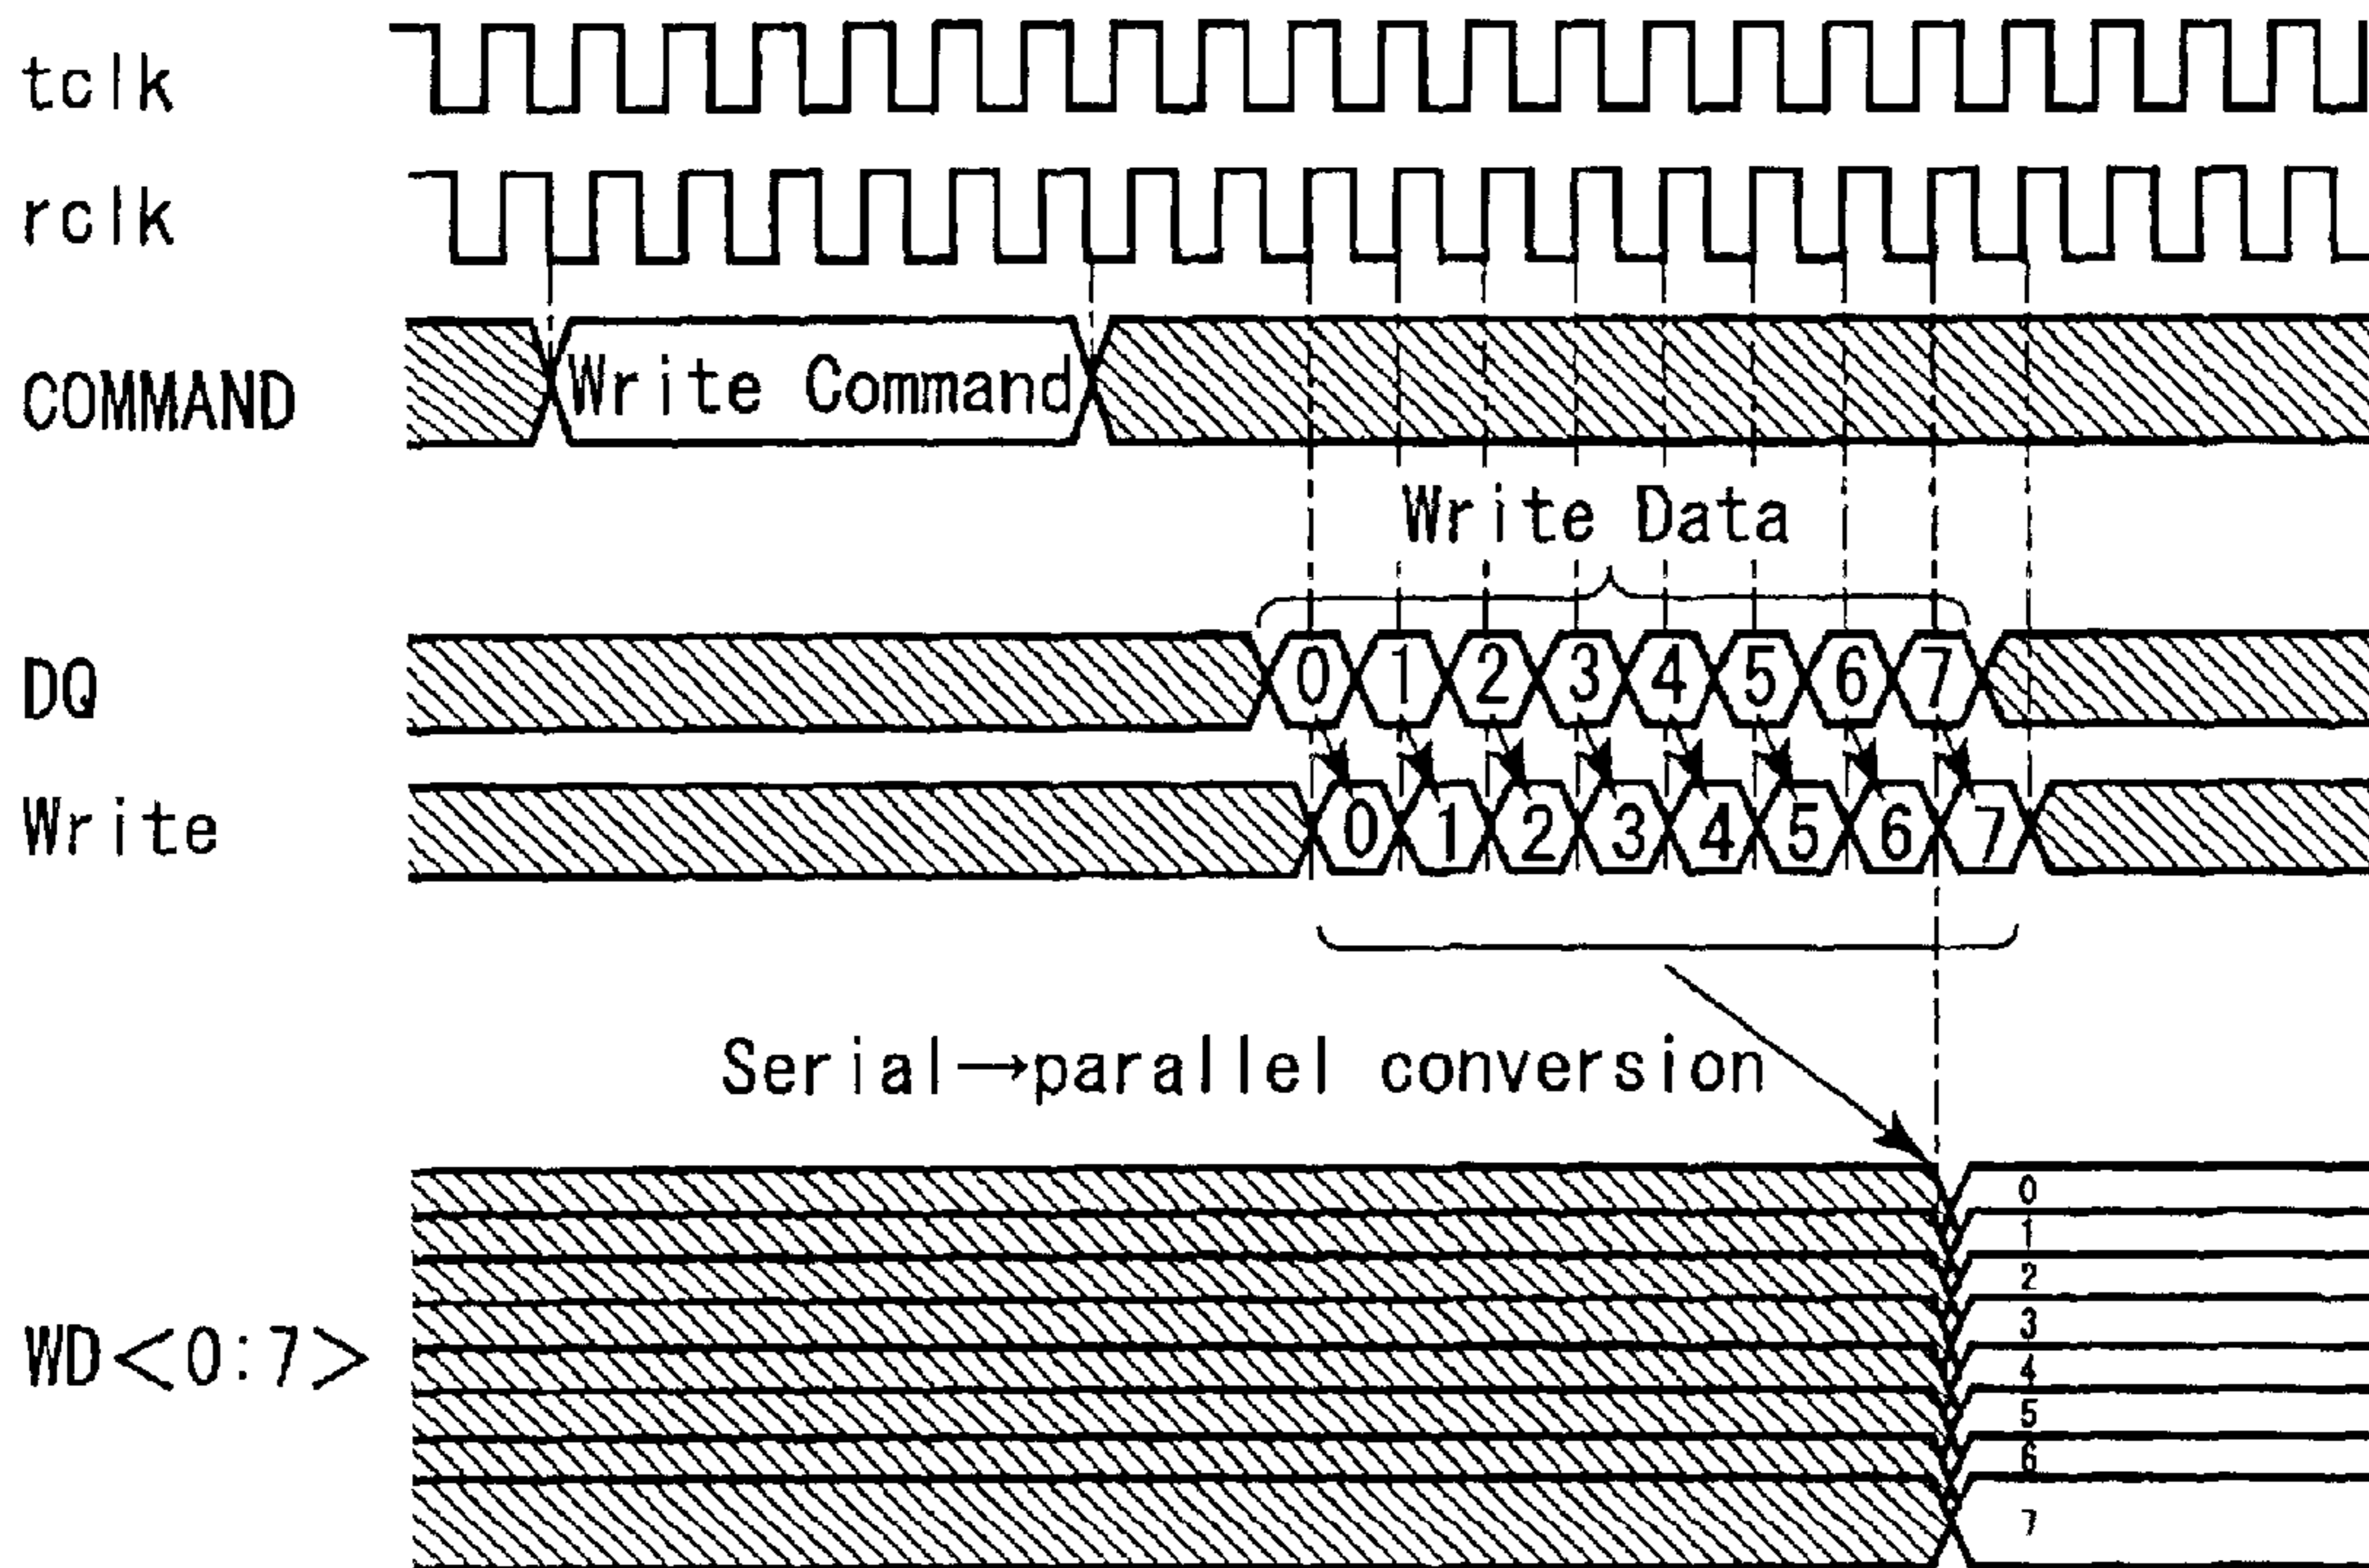 tclk
rclk
COMMAND
Write Command
Write Data
DQ
0 1 2 3 4 5 6 7
Write
0 1 2 3 4 5 6 7
Serial→parallel conversion
WD<0:7>
0
1
2
3
4
5
6
7